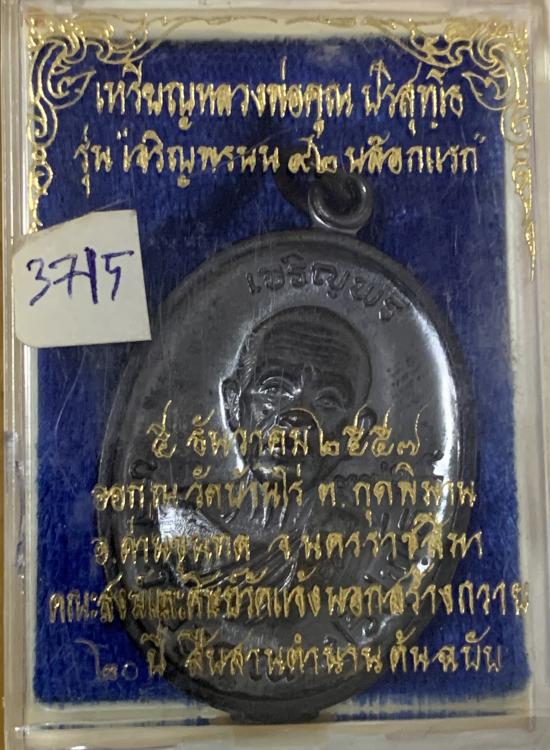 เหรียญหลวงพ่อคูณ ปริสุทฺโธ
รุ่น "เจริญพรบน ๙๒ บล๊อกแรก"
3715
เจริญพร
๕ ธันวาคม ๒๕๕๗
ออก ณ วัดบ้านไร่ ต. กุดพิมาน
อ.ด่านขุนทด จ.นครราชสีมา
คณะสงฆ์และศิษย์วัดแจ้งนอกสร้างถวาย
๒๐ ปี สืบสานตำนาน ต้นฉบับ